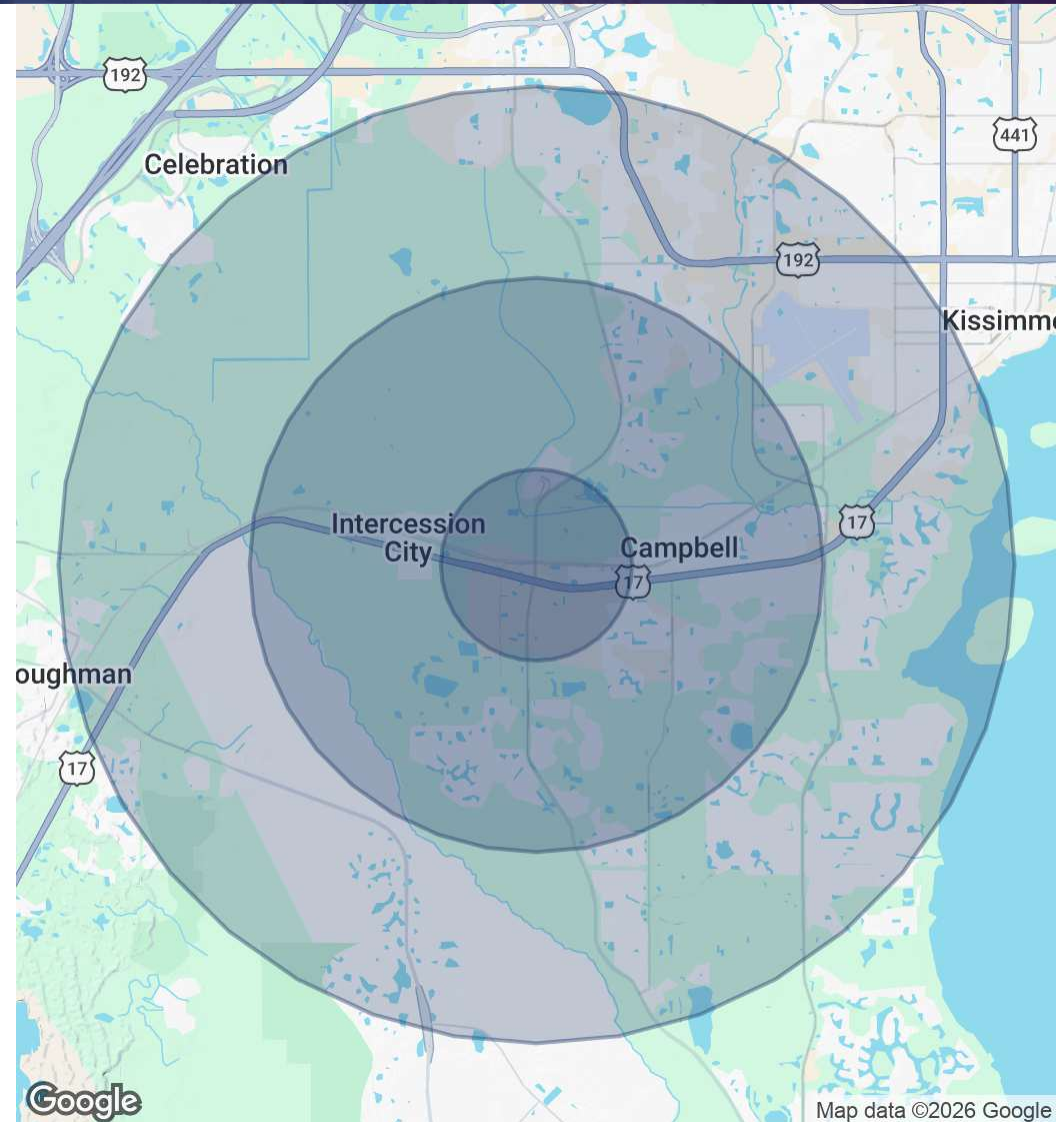 192
441
Celebration
192
Kissimme
Intercession
City
Campbell
17
17
oughman
17
Google
Map data ©2026 Google